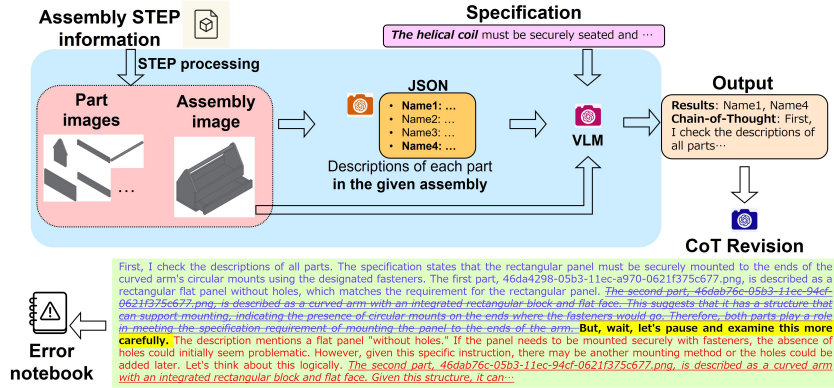 Assembly STEP
information
Specification
The helical coil must be securely seated and ⋯
STEP processing
Part
images
Assembly
image
...
JSON
• Name1: ...
• Name2: ...
• Name3: ...
• Name4: ...
Descriptions of each part
in the given assembly
VLM
Output
Results: Name1, Name4
Chain-of-Thought: First,
I check the descriptions of
all parts⋯
CoT Revision
Error
notebook
First, I check the descriptions of all parts. The specification states that the rectangular panel must be securely mounted to the ends of the
curved arm's circular mounts using the designated fasteners. The first part, 46da4298-05b3-11ec-a970-0621f375c677.png, is described as a
rectangular flat panel without holes, which matches the requirement for the rectangular panel. The second part, 46dab76c-05b3-11ec-94cf-
0621f375c677.png, is described as a curved arm with an integrated rectangular block and flat face. This suggests that it has a structure that
can support mounting, indicating the presence of circular mounts on the ends where the fasteners would go. Therefore, both parts play a role
in meeting the specification requirement of mounting the panel to the ends of the arm. But, wait, let's pause and examine this more
carefully. The description mentions a flat panel "without holes." If the panel needs to be mounted securely with fasteners, the absence of
holes could initially seem problematic. However, given this specific instruction, there may be another mounting method or the holes could be
added later. Let's think about this logically. The second part, 46dab76c-05b3-11ec-94cf-0621f375c677.png, is described as a curved arm
with an integrated rectangular block and flat face. Given this structure, it can⋯